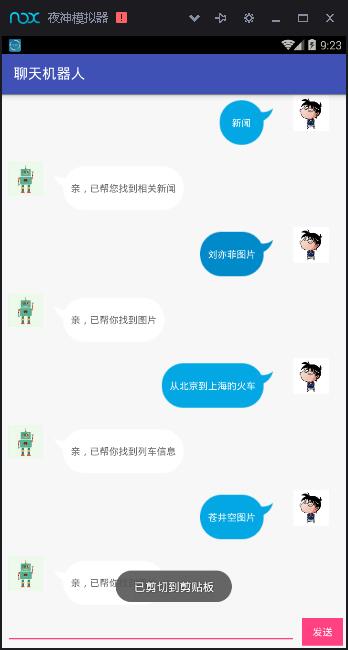 nox 夜神模拟器
9:23
聊天机器人
新闻
亲，已帮您找到相关新闻
刘亦菲图片
亲，已帮你找到图片
从北京到上海的火车
亲，已帮你找到列车信息
苍井空图片
亲，已帮你
已剪切到剪贴板
发送